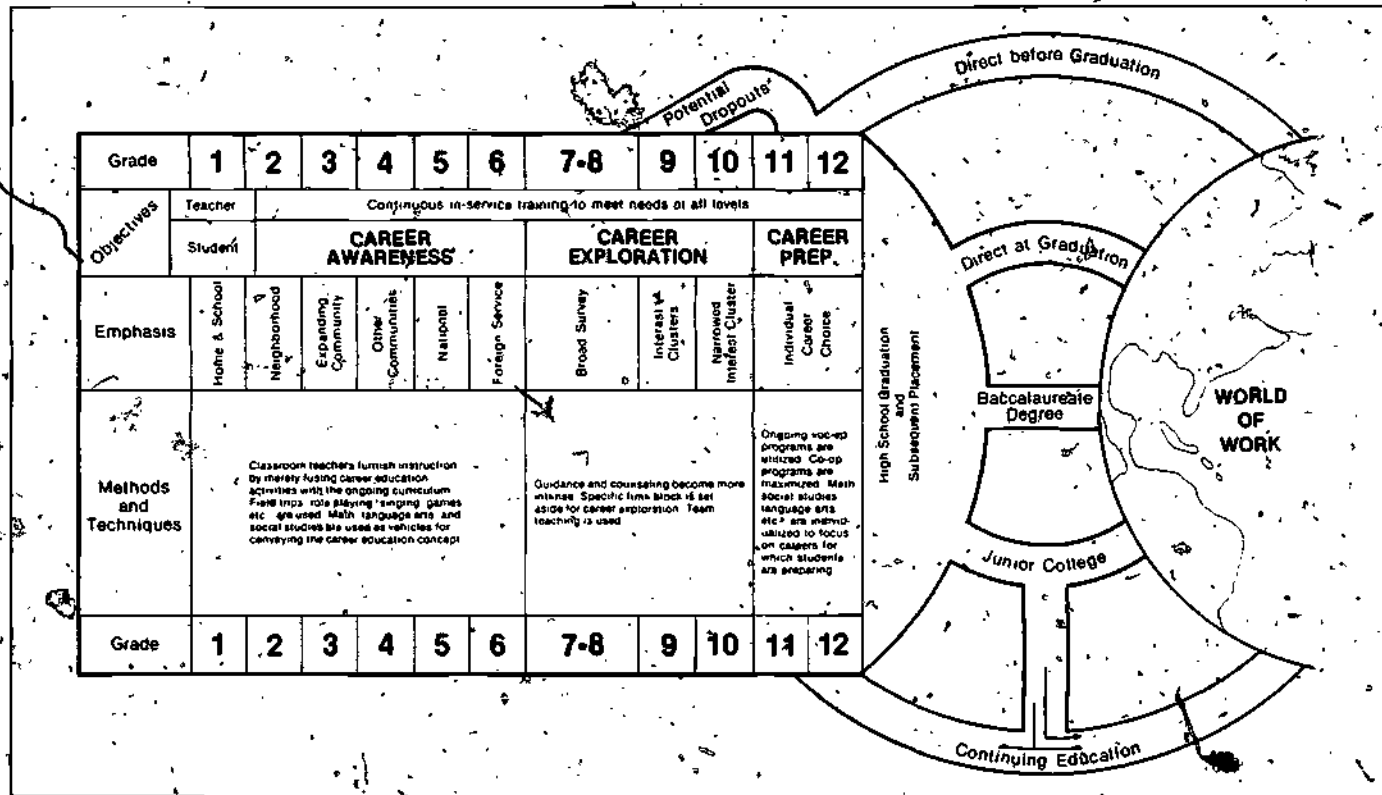 Direct before Graduation
Potential
Dropouts
Grade 1 2 3 4 5 6 7-8 9 10 11 12
Objectives
Teacher
Continuous in-service training to meet needs at all levels
Student
CAREER
AWARENESS
CAREER
EXPLORATION
CAREER
PREP.
Emphasis
Home & School
Neighborhood
Expanding
Community
Other
Communities
National
Foreign Service
Broad Survey
Interest
Clusters
Narrowed
Interest Cluster
Individual
Career
Choice
Methods
and
Techniques
Classroom teachers furnish instruction
by merely fusing career education
activities with the ongoing curriculum
Field trips role playing singing games
etc are used Math language arts and
social studies are used as vehicles for
conveying the career education concept
Guidance and counseling become more
intense Specific time block is set
aside for career exploration Team
teaching is used
Ongoing voc-ed
programs are
utilized Co-op
programs are
maximized Math
social studies
language arts
etc are individ-
ualized to focus
on careers for
which students
are preparing
Grade 1 2 3 4 5 6 7-8 9 10 11 12
High School Graduation
and
Subsequent Placement
Direct at Graduation
Baccalaureate
Degree
Junior College
Continuing Education
WORLD
OF
WORK